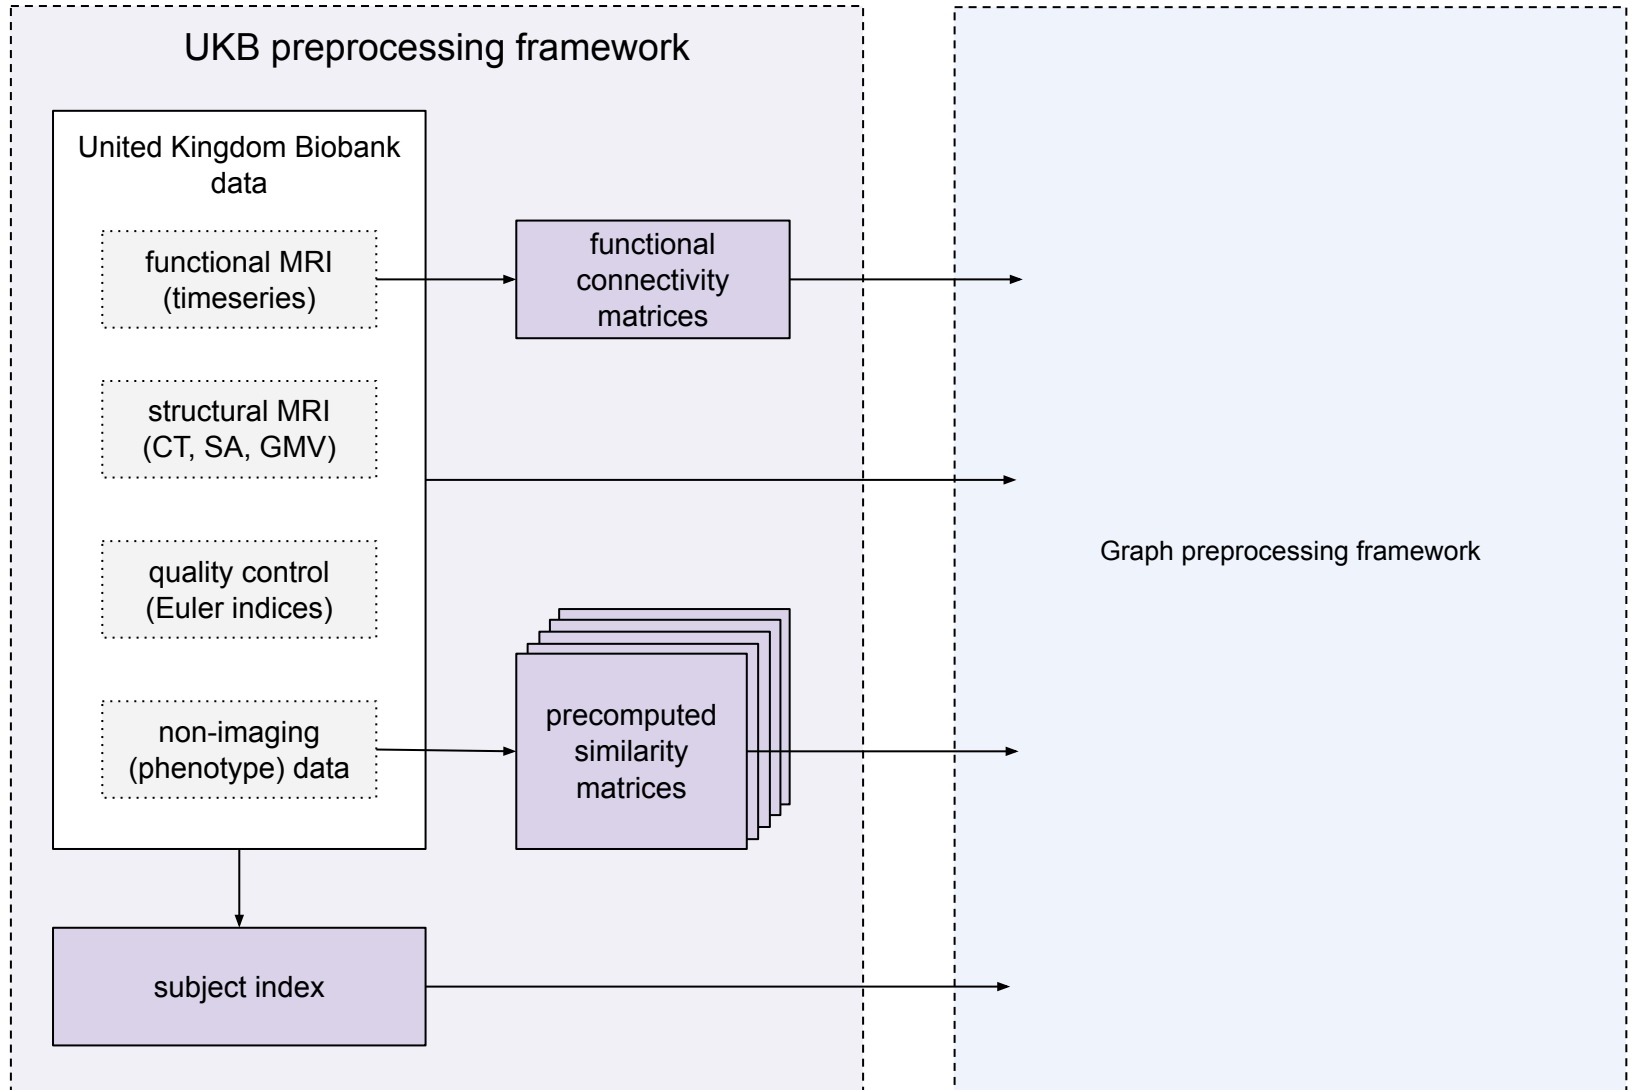 UKB preprocessing framework
United Kingdom Biobank
data
functional MRI
(timeseries)
structural MRI
(CT, SA, GMV)
quality control
(Euler indices)
non-imaging
(phenotype) data
functional
connectivity
matrices
precomputed
similarity
matrices
subject index
Graph preprocessing framework